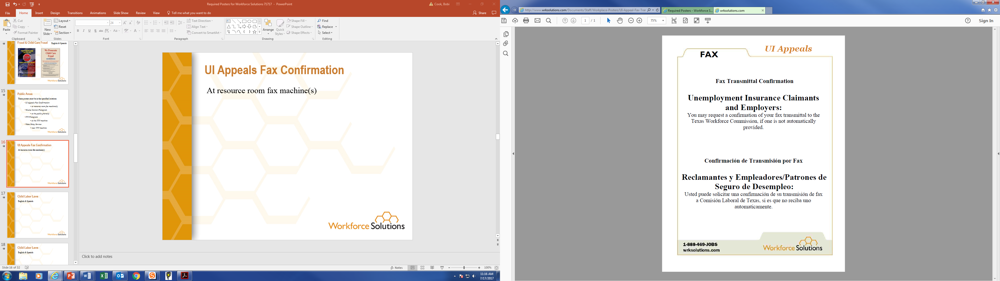 Required Posters for Workforce Solutions 71717 - PowerPoint
Cook, Bobi
File Home Insert Design Transitions Animations Slide Show Review View Tell me what you want to do
Share
Paste
Cut
Copy
Format Painter
Clipboard
New
Slide
Layout
Reset
Section
Slides
24
Font
Text Direction
Align Text
Convert to SmartArt
Paragraph
Arrange
Quick
Styles
Shape Fill
Shape Outline
Shape Effects
Drawing
Find
Replace
Select
Editing
Fraud & Child Care Fraud English & Spanish
TWC HOTLINE
STOP
We Prosecute
Child Care
Fraud
Workforce Solutions
15
Public Areas
These posters must be in the specified locations
• UI Appeals Fax Confirmation
– at resource room fax machine(s)
• Volume Control Pictogram
– at the public phone(s)
• TTY Pictogram
– at the TTY machine
• Video Relay Service
– near TTY machine
Workforce Solutions
16
UI Appeals Fax Confirmation
At resource room fax machine(s)
Workforce Solutions
17
Child Labor Laws
English & Spanish
Workforce Solutions
18
Child Labor Laws
English & Spanish
UI Appeals Fax Confirmation
At resource room fax machine(s)
Workforce Solutions
Click to add notes
Slide 16 of 32
Notes
100%
11:16 AM
7/17/2017
http://www.wrksolutions.com/Documents/Staff/Workplace-Posters/UI-Appeal-Fax-Trar
Required Posters - Workforce S...
wrksolutions.com
1 / 1
75%
Sign In
FAX
UI Appeals
Fax Transmittal Confirmation
Unemployment Insurance Claimants
and Employers:
You may request a confirmation of your fax transmittal to the
Texas Workforce Commission, if one is not automatically
provided.
Confirmación de Transmisión por Fax
Reclamantes y Empleadores/Patrones de
Seguro de Desempleo:
Usted puede solicitar una confirmación de su transmisión de fax
a Comisión Laboral de Texas, si es que no reciba uno
automaticamente.
1-888-469-JOBS
wrksolutions.com
Workforce Solutions